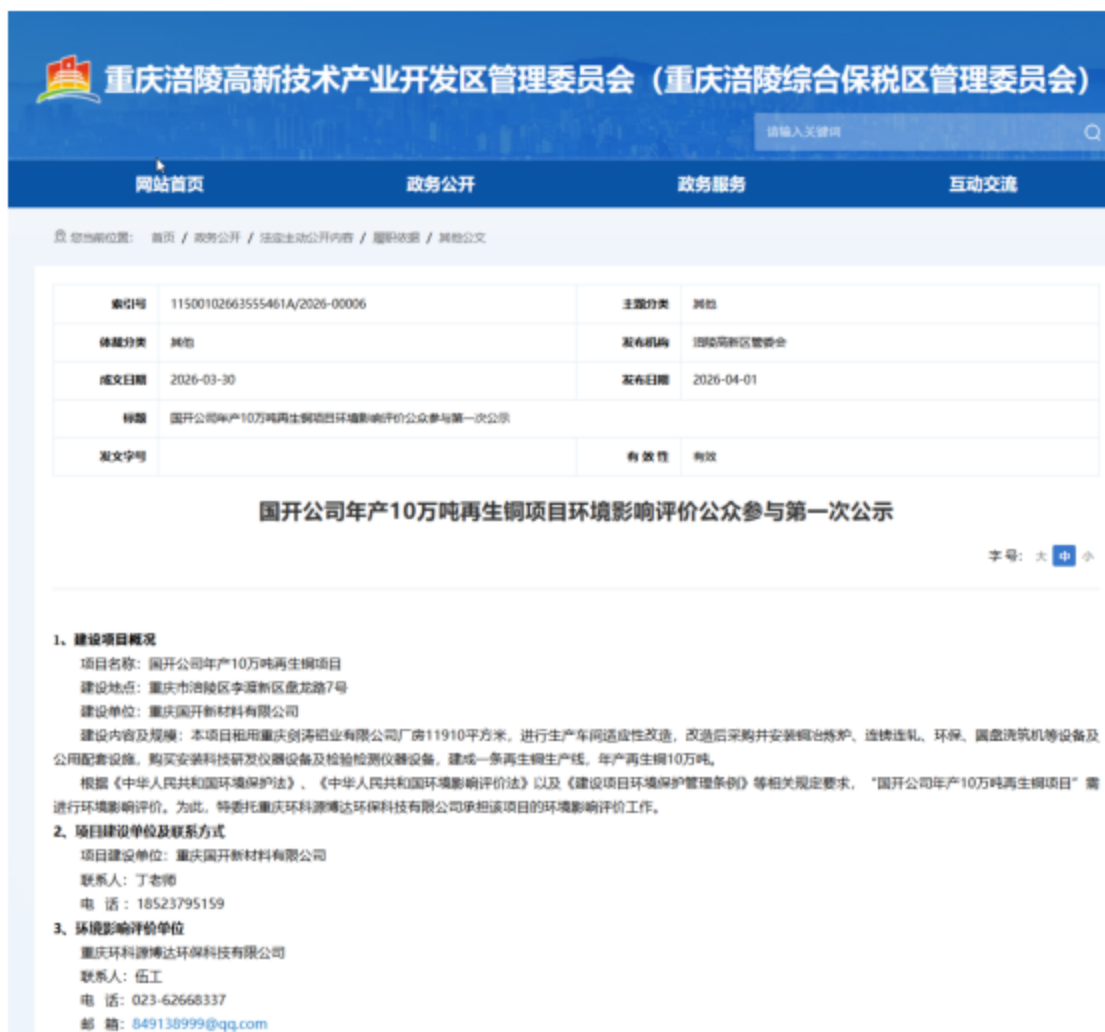 重庆涪陵高新技术产业开发区管理委员会（重庆涪陵综合保税区管理委员会）
请输入关键词
网站首页 政务公开 政务服务 互动交流
您当前位置： 首页 / 政务公开 / 法定主动公开内容 / 履职依据 / 其他公文
索引号 11500102663555461A/2026-00006 主题分类 其他
体裁分类 其他 发布机构 涪陵高新区管委会
成文日期 2026-03-30 发布日期 2026-04-01
标题 国开公司年产10万吨再生铜项目环境影响评价公众参与第一次公示
发文字号 有效性 有效
国开公司年产10万吨再生铜项目环境影响评价公众参与第一次公示
字号： 大 中 小
1、建设项目概况
项目名称：国开公司年产10万吨再生铜项目
建设地点：重庆市涪陵区李渡新区盘龙路7号
建设单位：重庆国开新材料有限公司
建设内容及规模：本项目租用重庆剑涛铝业有限公司厂房11910平方米，进行生产车间适应性改造，改造后采购并安装铜冶炼炉、连铸连轧、环保、圆盘浇筑机等设备及
公用配套设施，购买安装科技研发仪器设备及检验检测仪器设备，建成一条再生铜生产线，年产再生铜10万吨。
根据《中华人民共和国环境保护法》、《中华人民共和国环境影响评价法》以及《建设项目环境保护管理条例》等相关规定要求，“国开公司年产10万吨再生铜项目”需
进行环境影响评价。为此，特委托重庆环科源博达环保科技有限公司承担该项目的环境影响评价工作。
2、项目建设单位及联系方式
项目建设单位：重庆国开新材料有限公司
联系人：丁老师
电 话：18523795159
3、环境影响评价单位
重庆环科源博达环保科技有限公司
联系人：伍工
电 话：023-62668337
邮 箱：849138999@qq.com